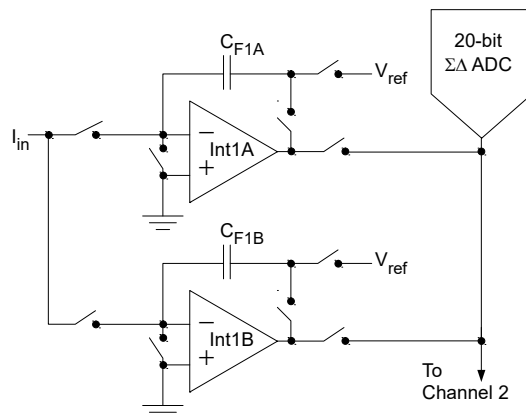 C_F1A
20-bit
ΣΔ ADC
V_ref
I_in
−
Int1A
+
C_F1B
V_ref
−
Int1B
+
To
Channel 2